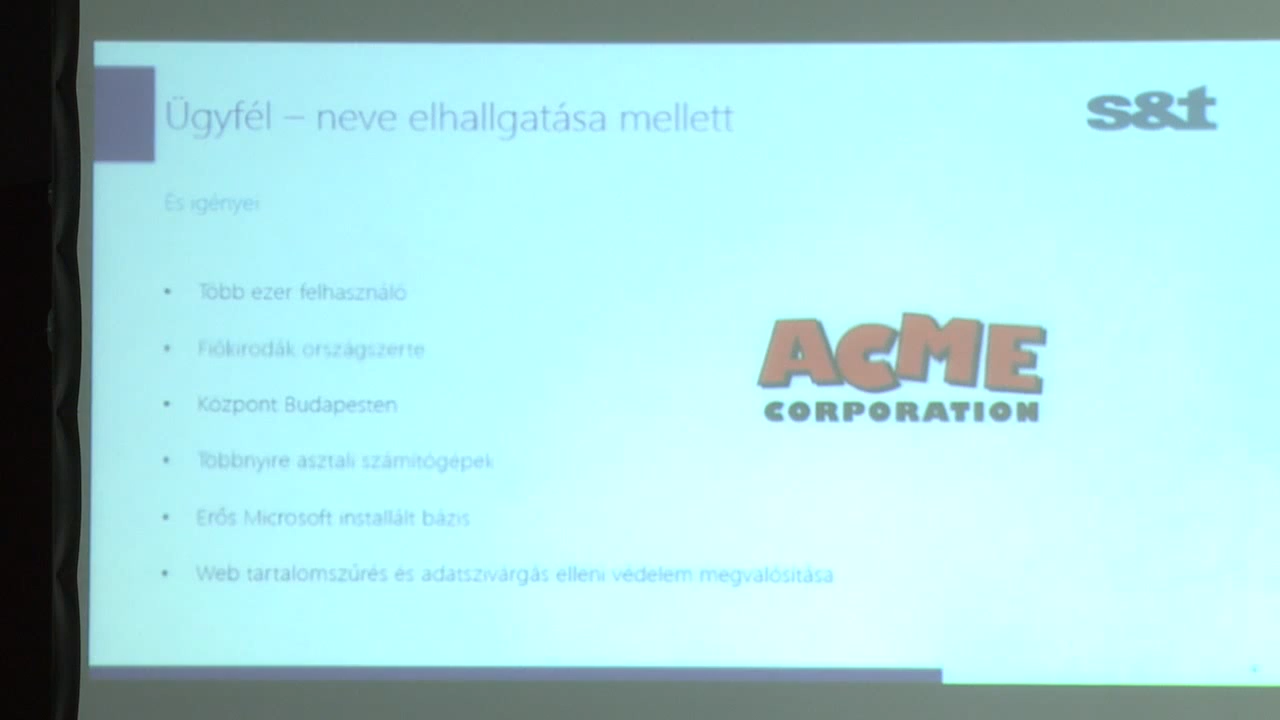 Ügyfél – neve elhallgatása mellett
s&t
És igényei
• Több ezer felhasználó
• Fiókirodák országszerte
• Központ Budapesten
• Többnyire asztali számítógépek
• Erős Microsoft installált bázis
• Web tartalomszűrés és adatszivárgás elleni védelem megvalósítása
ACME
CORPORATION